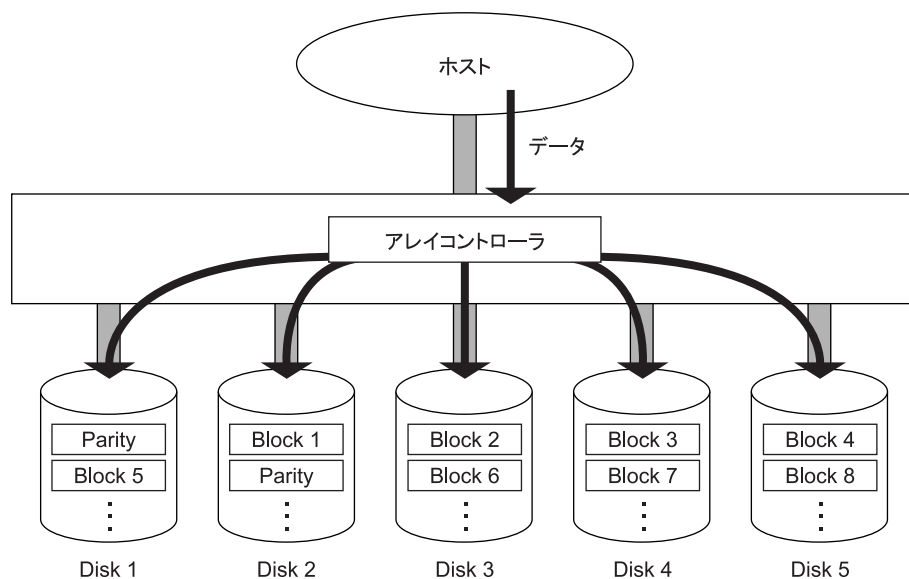 ホスト
データ
アレイコントローラ
Parity Block 1 Block 2 Block 3 Block 4
Block 5 Parity Block 6 Block 7 Block 8
Disk 1 Disk 2 Disk 3 Disk 4 Disk 5